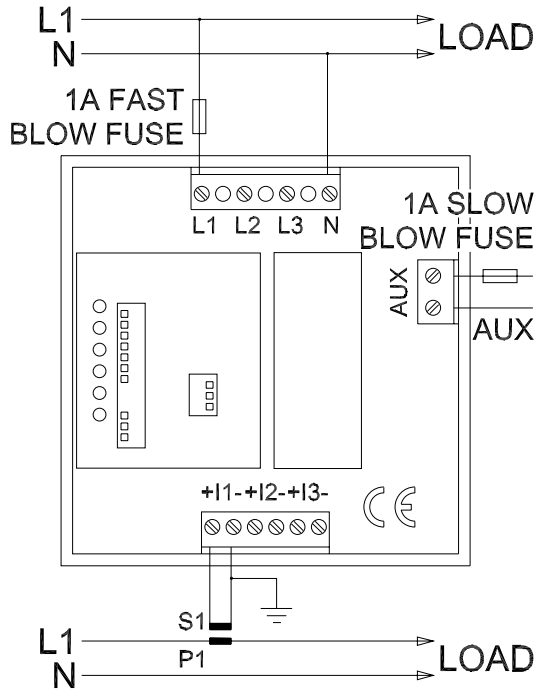 L1
N
LOAD
1A FAST
BLOW FUSE
L1 L2 L3 N
1A SLOW
BLOW FUSE
AUX
AUX
+I1-+I2-+I3-
CE
S1
L1
P1
N
LOAD